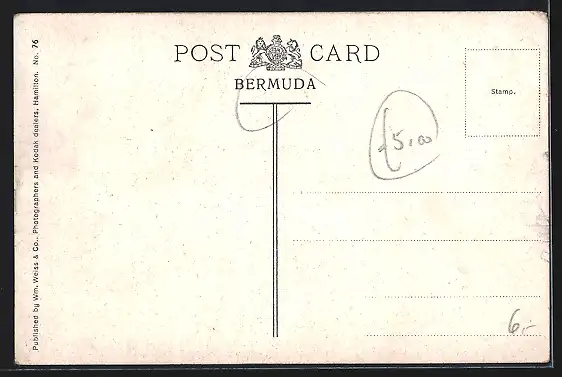 POST CARD
BERMUDA
Stamp.
5,00
6,-
Published by Wm. Weiss & Co., Photographers and Kodak dealers, Hamilton. No. 76